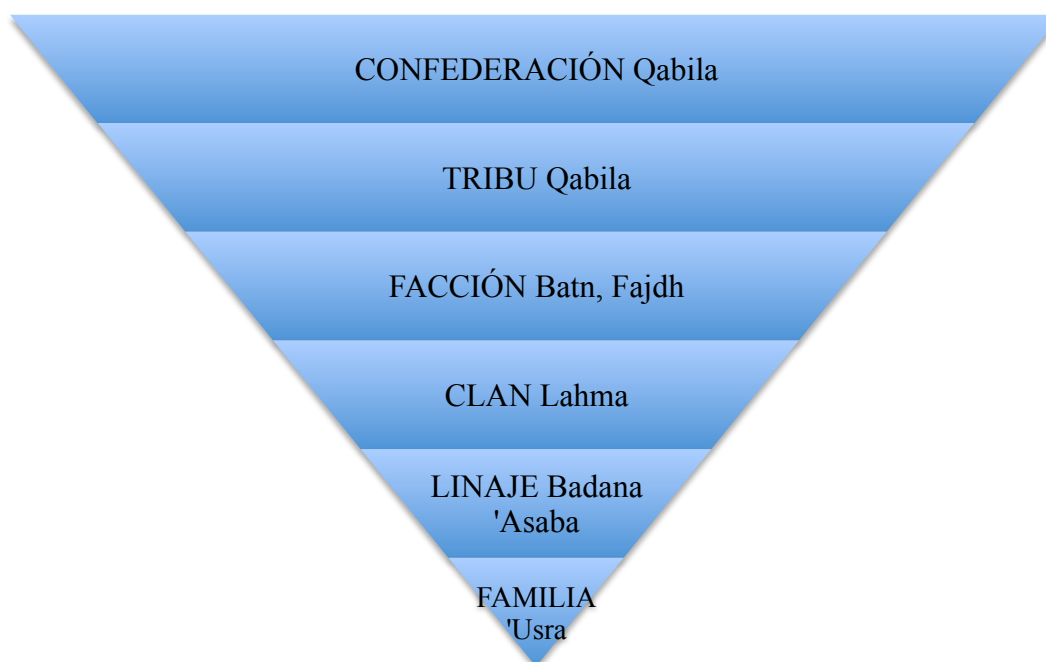 CONFEDERACIÓN Qabila
TRIBU Qabila
FACCIÓN Batn, Fajdh
CLAN Lahma
LINAJE Badana
'Asaba
FAMILIA
'Usra